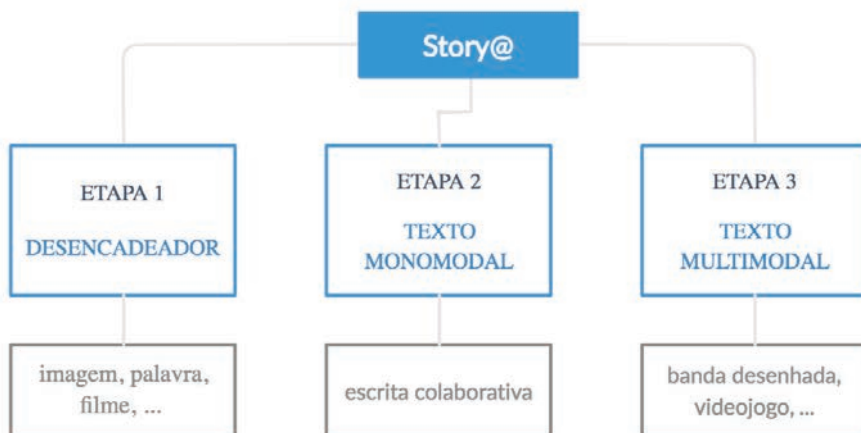 Story@
ETAPA 1
DESENCADEADOR
imagem, palavra,
filme, ...
ETAPA 2
TEXTO
MONOMODAL
escrita colaborativa
ETAPA 3
TEXTO
MULTIMODAL
banda desenhada,
videojogo, ...